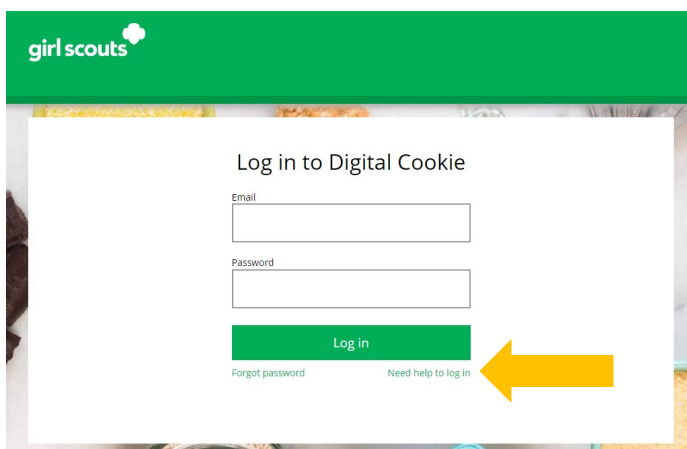 girl scouts
Log in to Digital Cookie
Email
Password
Log in
Forgot password Need help to log in